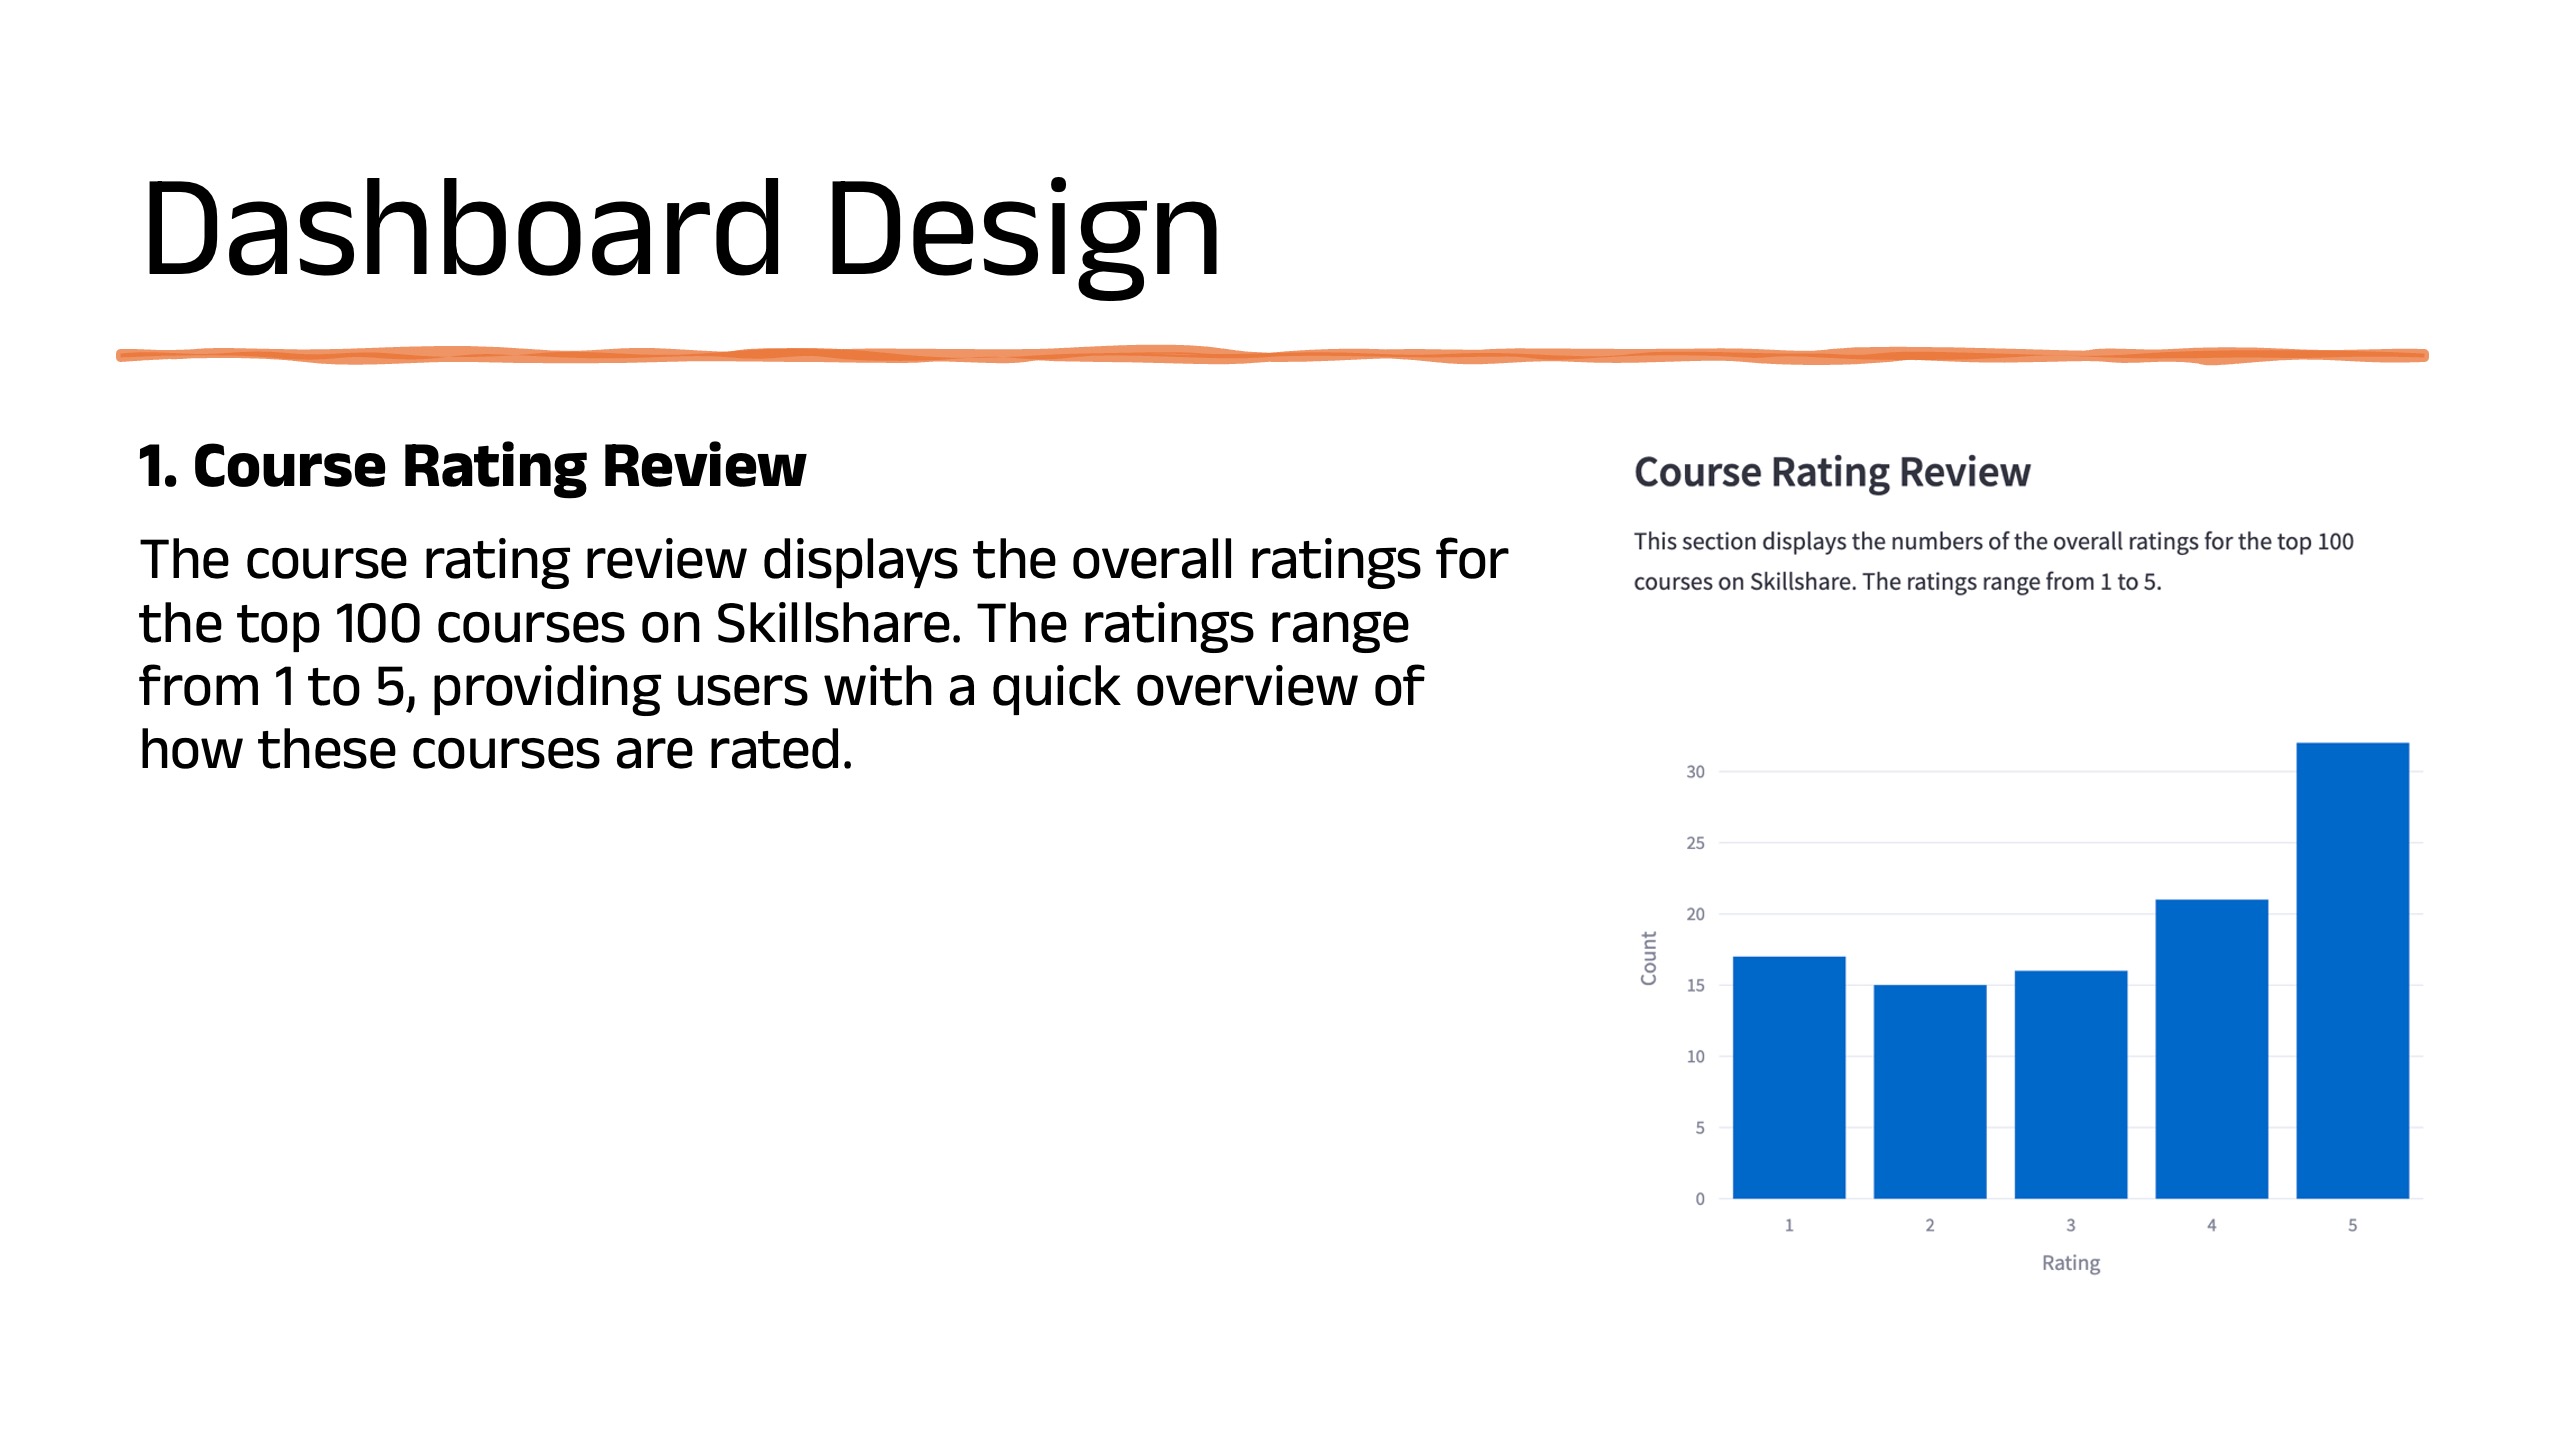 Dashboard Design
1. Course Rating Review
The course rating review displays the overall ratings for
the top 100 courses on Skillshare. The ratings range
from 1 to 5, providing users with a quick overview of
how these courses are rated.
Course Rating Review
This section displays the numbers of the overall ratings for the top 100
courses on Skillshare. The ratings range from 1 to 5.
30
25
20
15
10
5
0
Count
1 2 3 4 5
Rating